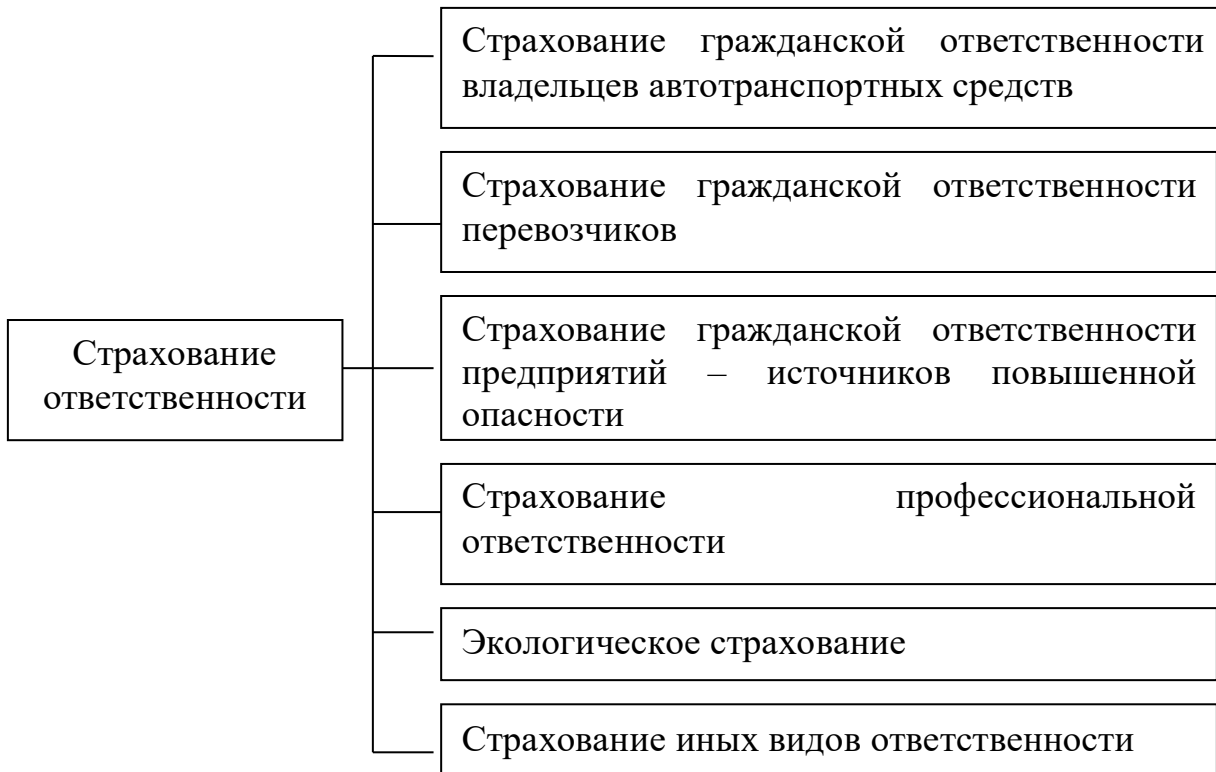 Страхование гражданской ответственности
владельцев автотранспортных средств
Страхование гражданской ответственности
перевозчиков
Страхование гражданской ответственности
предприятий – источников повышенной
опасности
Страхование
ответственности
Страхование профессиональной
ответственности
Экологическое страхование
Страхование иных видов ответственности